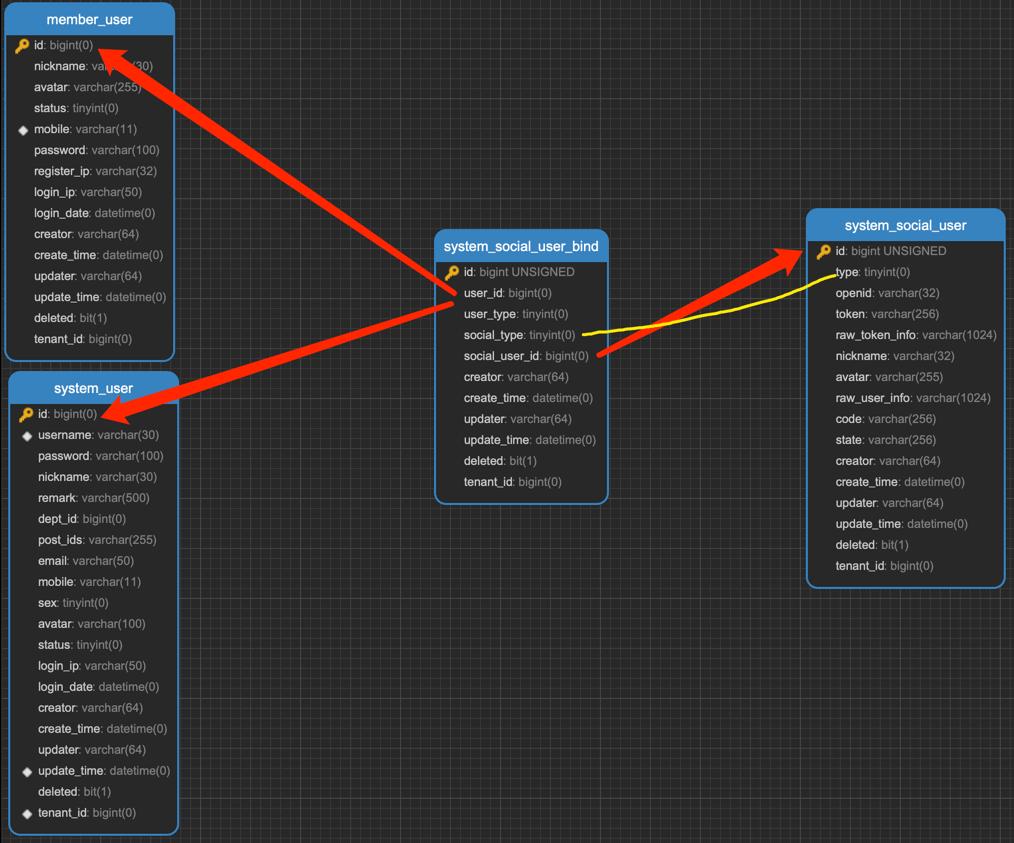 member_user
id: bigint(0)
nickname: va (30)
avatar: varchar(255)
status: tinyint(0)
mobile: varchar(11)
password: varchar(100)
register_ip: varchar(32)
login_ip: varchar(50)
login_date: datetime(0)
creator: varchar(64)
create_time: datetime(0)
updater: varchar(64)
update_time: datetime(0)
deleted: bit(1)
tenant_id: bigint(0)
system_user
id: bigint(0)
username: varchar(30)
password: varchar(100)
nickname: varchar(30)
remark: varchar(500)
dept_id: bigint(0)
post_ids: varchar(255)
email: varchar(50)
mobile: varchar(11)
sex: tinyint(0)
avatar: varchar(100)
status: tinyint(0)
login_ip: varchar(50)
login_date: datetime(0)
creator: varchar(64)
create_time: datetime(0)
updater: varchar(64)
update_time: datetime(0)
deleted: bit(1)
tenant_id: bigint(0)
system_social_user_bind
id: bigint UNSIGNED
user_id: bigint(0)
user_type: tinyint(0)
social_type: tinyint(0)
social_user_id: bigint(0)
creator: varchar(64)
create_time: datetime(0)
updater: varchar(64)
update_time: datetime(0)
deleted: bit(1)
tenant_id: bigint(0)
system_social_user
id: bigint UNSIGNED
type: tinyint(0)
openid: varchar(32)
token: varchar(256)
raw_token_info: varchar(1024)
nickname: varchar(32)
avatar: varchar(255)
raw_user_info: varchar(1024)
code: varchar(256)
state: varchar(256)
creator: varchar(64)
create_time: datetime(0)
updater: varchar(64)
update_time: datetime(0)
deleted: bit(1)
tenant_id: bigint(0)